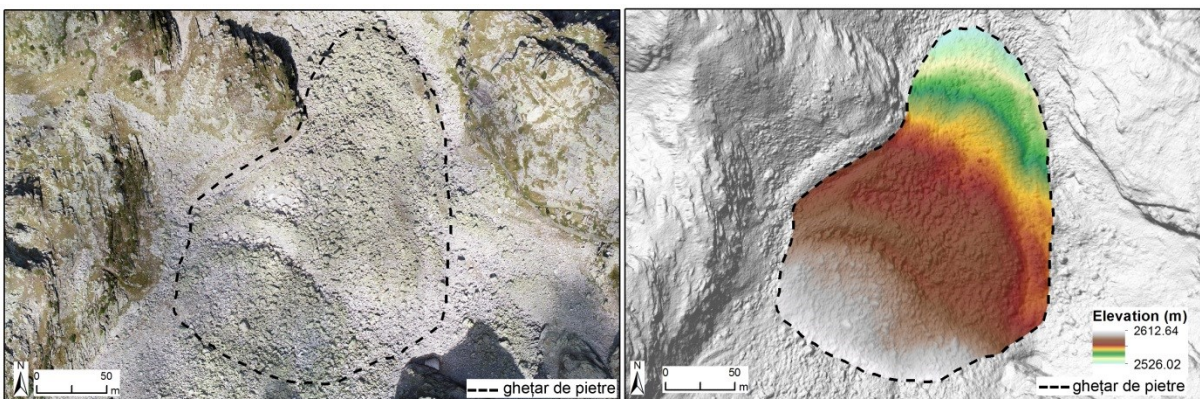 N
0 50
m
ghețar de pietre
N
0 50
m
Elevation (m)
2612.64
2526.02
ghețar de pietre